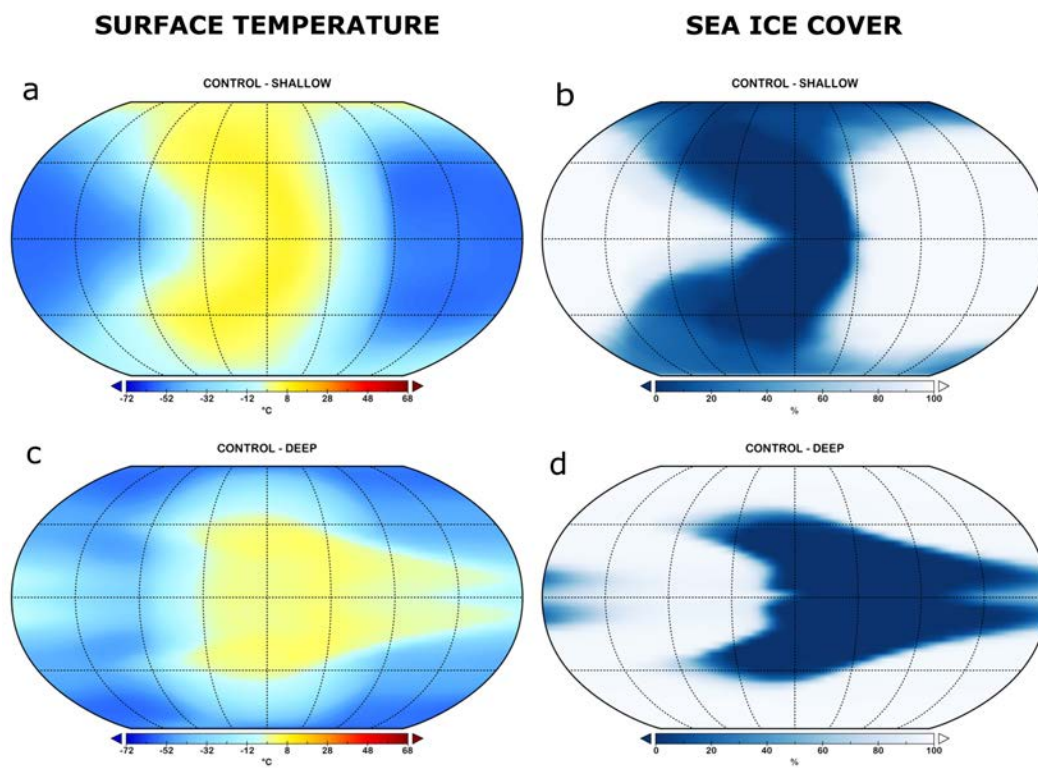 SURFACE TEMPERATURE
SEA ICE COVER
a
CONTROL - SHALLOW
-72 -52 -32 -12 8 28 48 68
°C
b
CONTROL - SHALLOW
0 20 40 60 80 100
%
c
CONTROL - DEEP
-72 -52 -32 -12 8 28 48 68
°C
d
CONTROL - DEEP
0 20 40 60 80 100
%